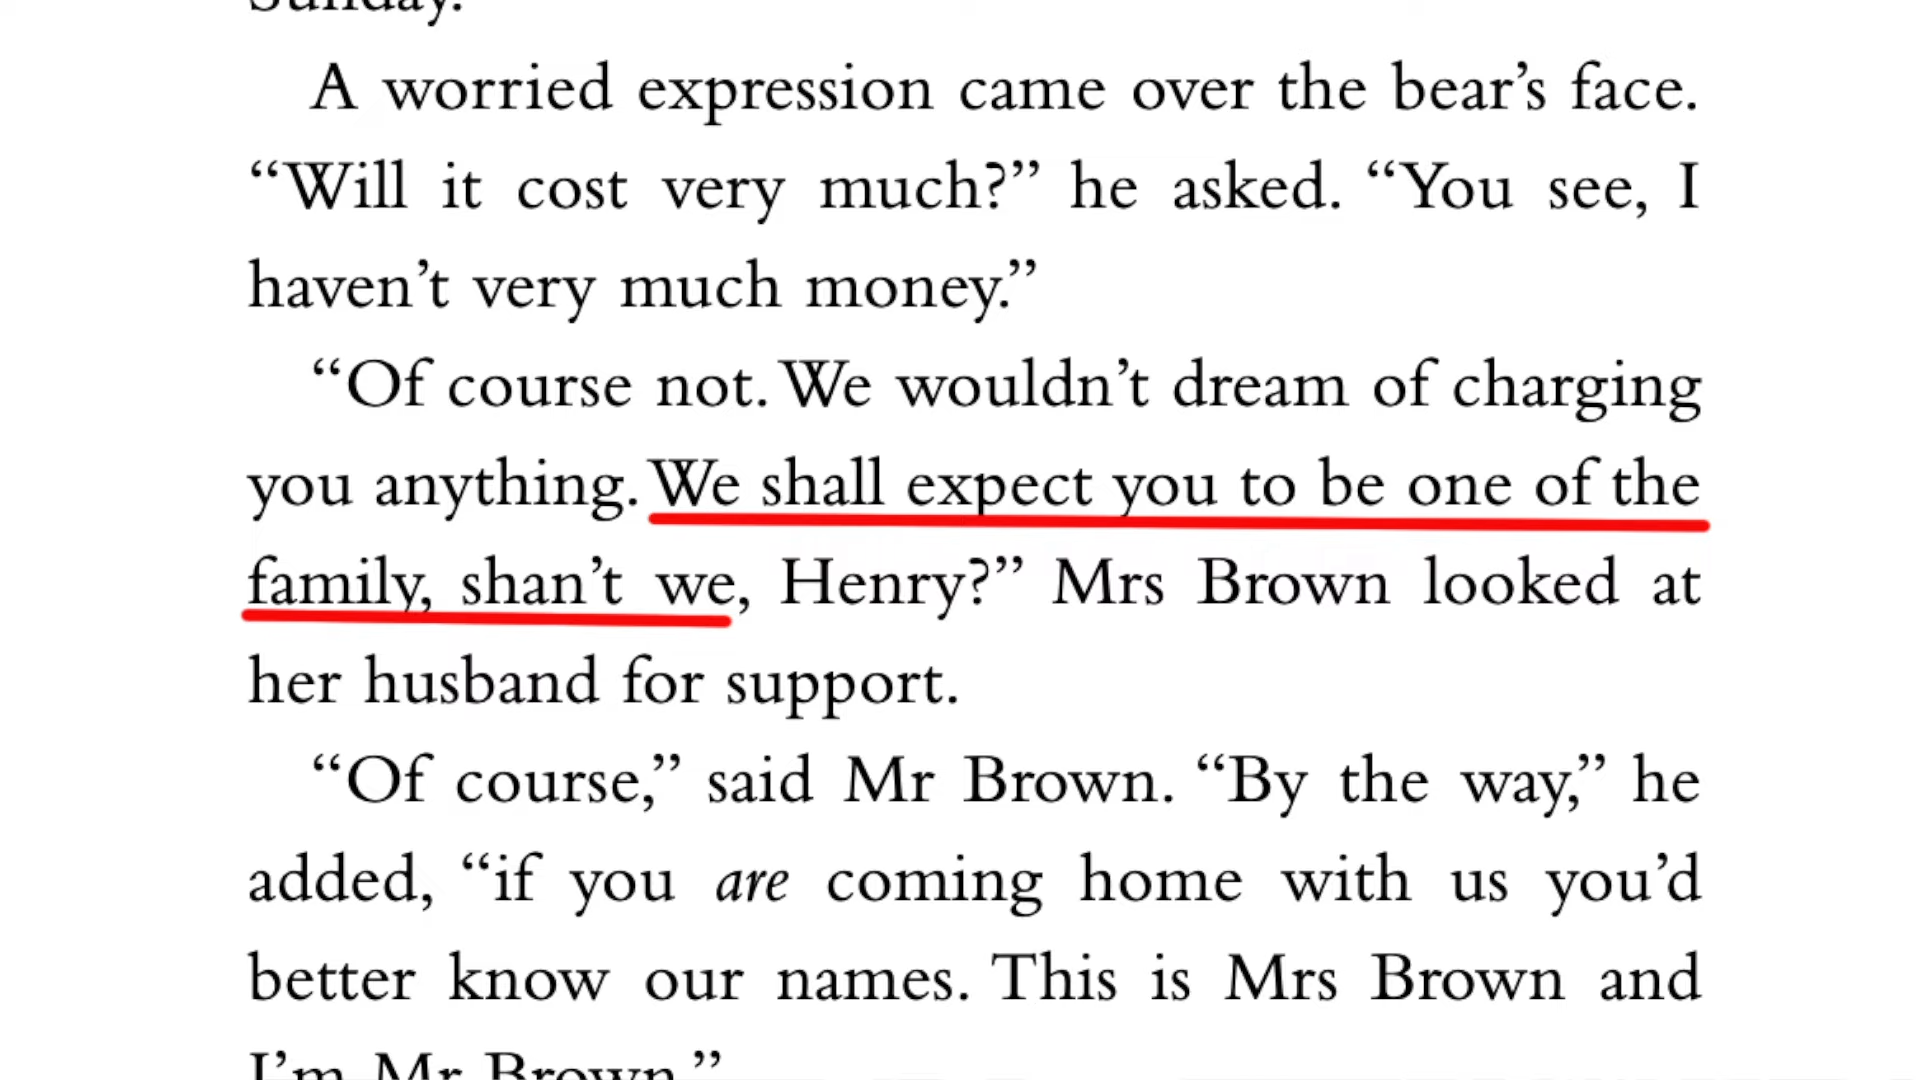 Sunday.
A worried expression came over the bear’s face.
“Will it cost very much?” he asked. “You see, I
haven’t very much money.”
“Of course not. We wouldn’t dream of charging
you anything. We shall expect you to be one of the
family, shan’t we, Henry?” Mrs Brown looked at
her husband for support.
“Of course,” said Mr Brown. “By the way,” he
added, “if you are coming home with us you’d
better know our names. This is Mrs Brown and
I’m Mr Brown.”